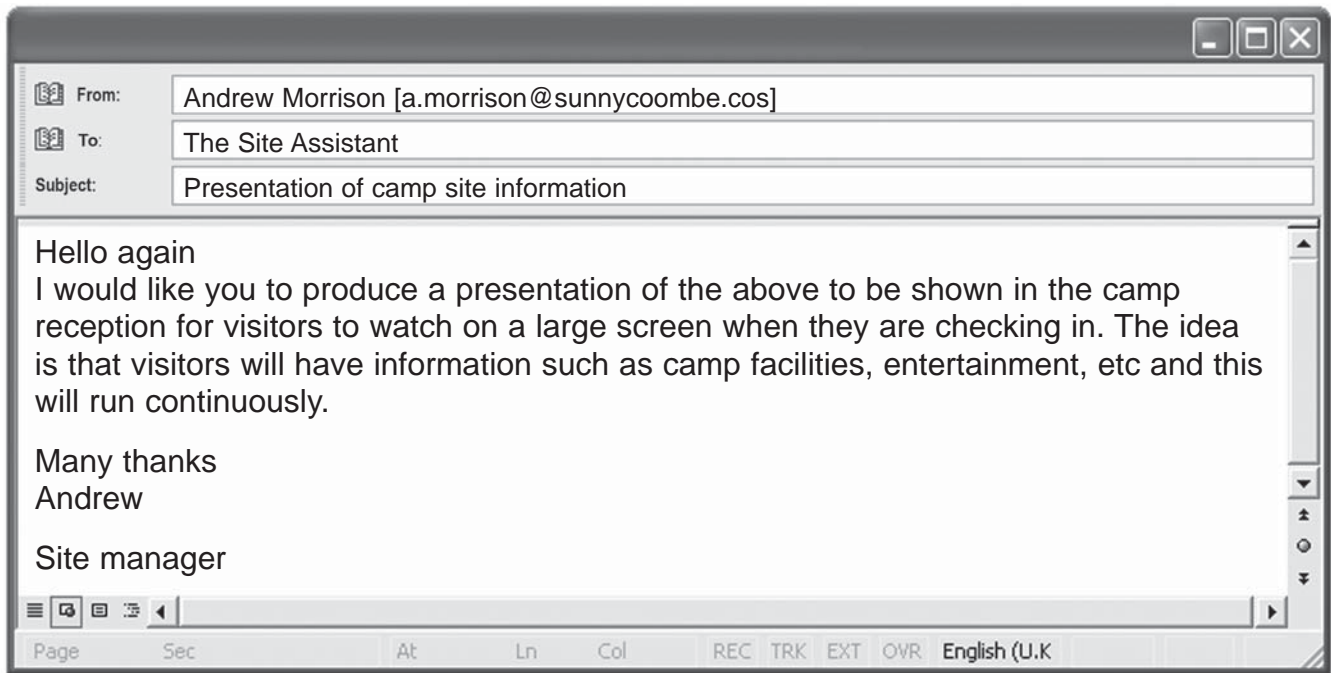 From: Andrew Morrison [a.morrison@sunnycoombe.cos]
To: The Site Assistant
Subject: Presentation of camp site information
Hello again
I would like you to produce a presentation of the above to be shown in the camp
reception for visitors to watch on a large screen when they are checking in. The idea
is that visitors will have information such as camp facilities, entertainment, etc and this
will run continuously.
Many thanks
Andrew
Site manager
Page Sec At Ln Col REC TRK EXT OVR English (U.K